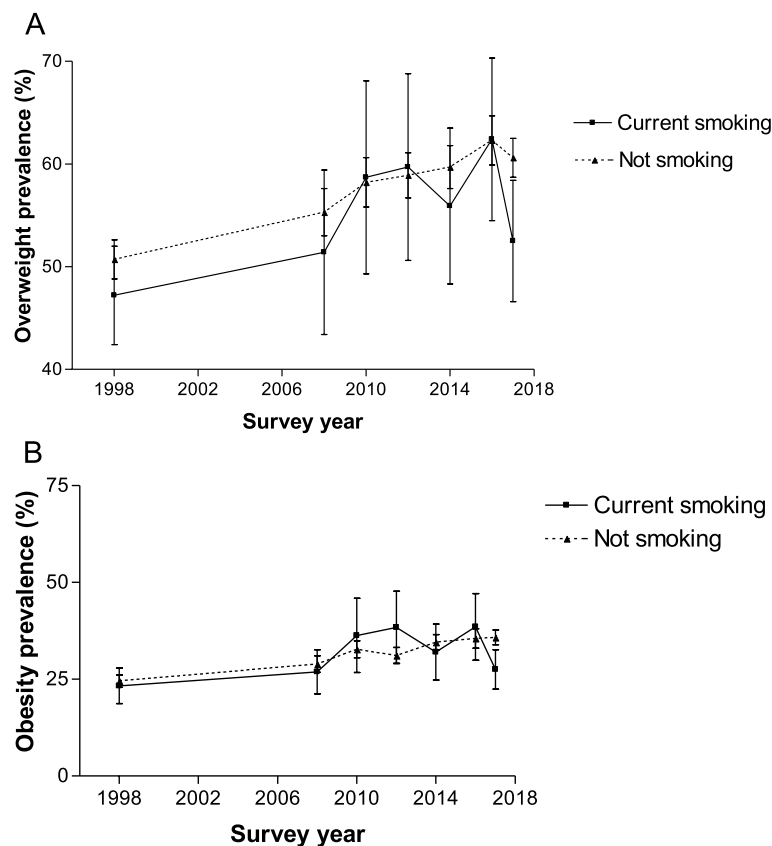 A
Overweight prevalence (%)
70
60
50
40
1998 2002 2006 2010 2014 2018
Survey year
Current smoking
Not smoking
B
Obesity prevalence (%)
75
50
25
0
1998 2002 2006 2010 2014 2018
Survey year
Current smoking
Not smoking